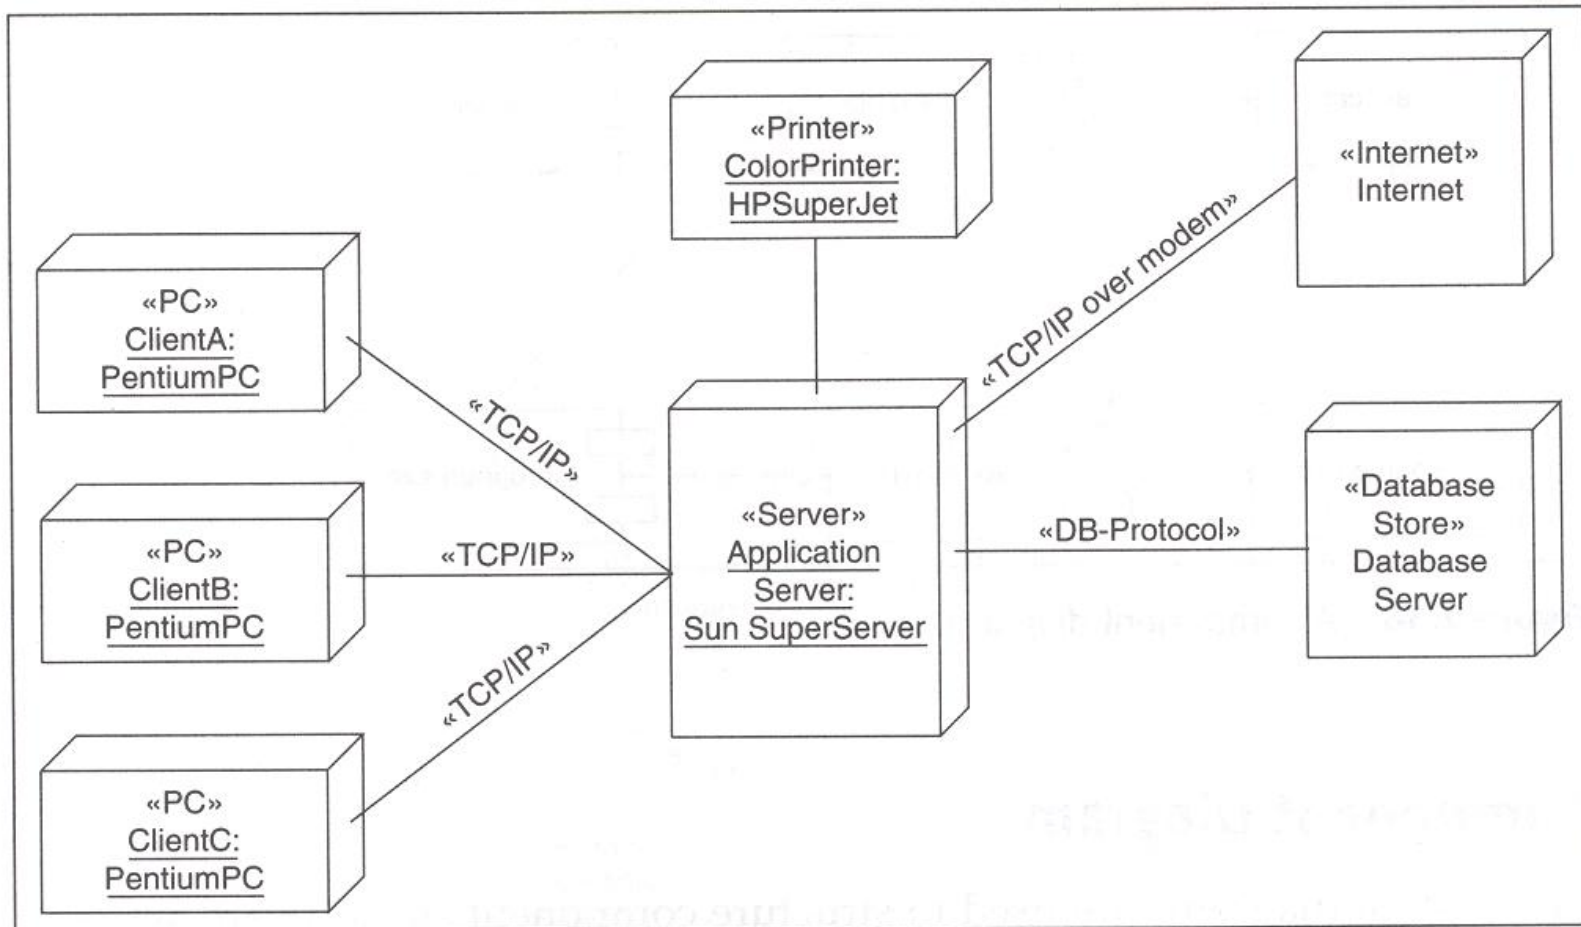 «Printer»
ColorPrinter:
HPSuperJet
«Internet»
Internet
«TCP/IP over modem»
«PC»
ClientA:
PentiumPC
«TCP/IP»
«PC»
ClientB:
PentiumPC
«TCP/IP»
«Server»
Application
Server:
Sun SuperServer
«DB-Protocol»
«Database
Store»
Database
Server
«TCP/IP»
«PC»
ClientC:
PentiumPC